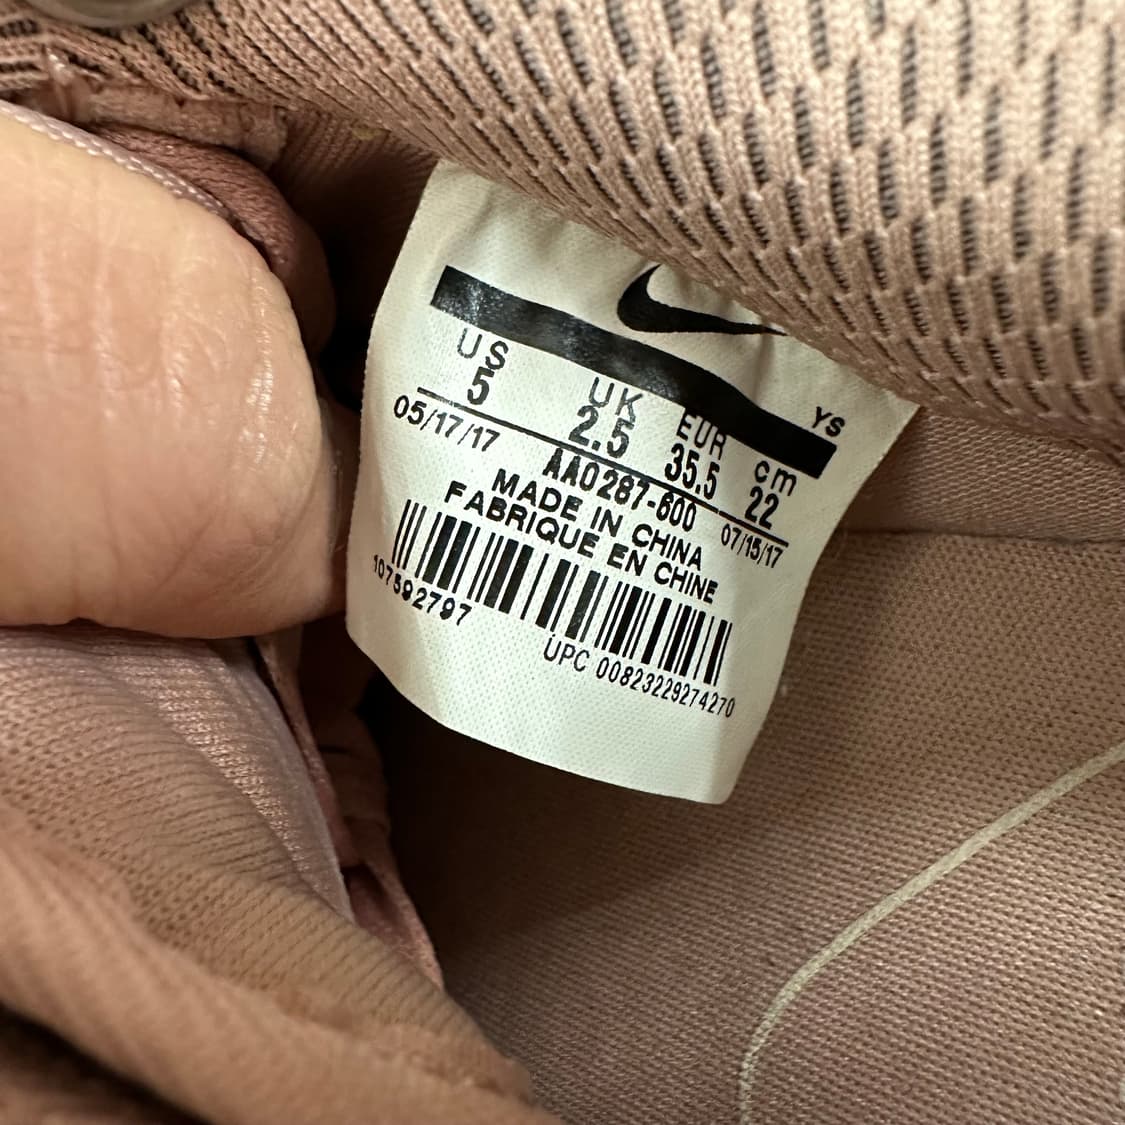 YS
US UK EUR cm
5 2.5 35.5 22
05/17/17 AA0287-600 07/15/17
MADE IN CHINA
FABRIQUE EN CHINE
107592797
UPC 00823229274270